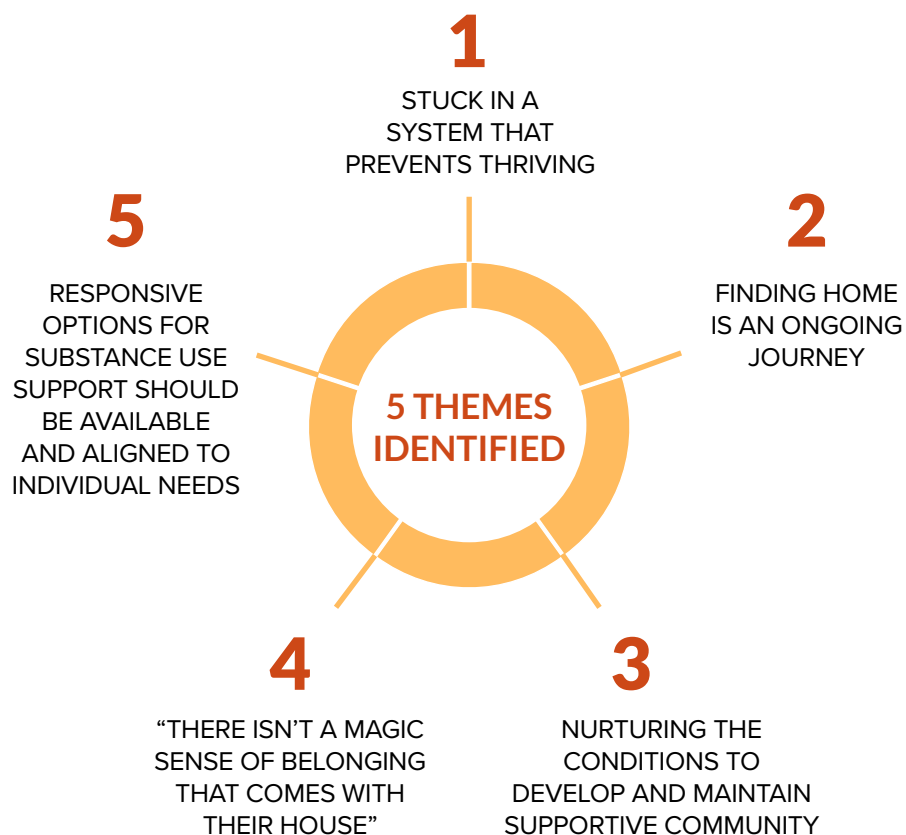 1
STUCK IN A
SYSTEM THAT
PREVENTS THRIVING
2
FINDING HOME
IS AN ONGOING
JOURNEY
3
NURTURING THE
CONDITIONS TO
DEVELOP AND MAINTAIN
SUPPORTIVE COMMUNITY
4
“THERE ISN’T A MAGIC
SENSE OF BELONGING
THAT COMES WITH
THEIR HOUSE”
5
RESPONSIVE
OPTIONS FOR
SUBSTANCE USE
SUPPORT SHOULD
BE AVAILABLE
AND ALIGNED TO
INDIVIDUAL NEEDS
5 THEMES
IDENTIFIED